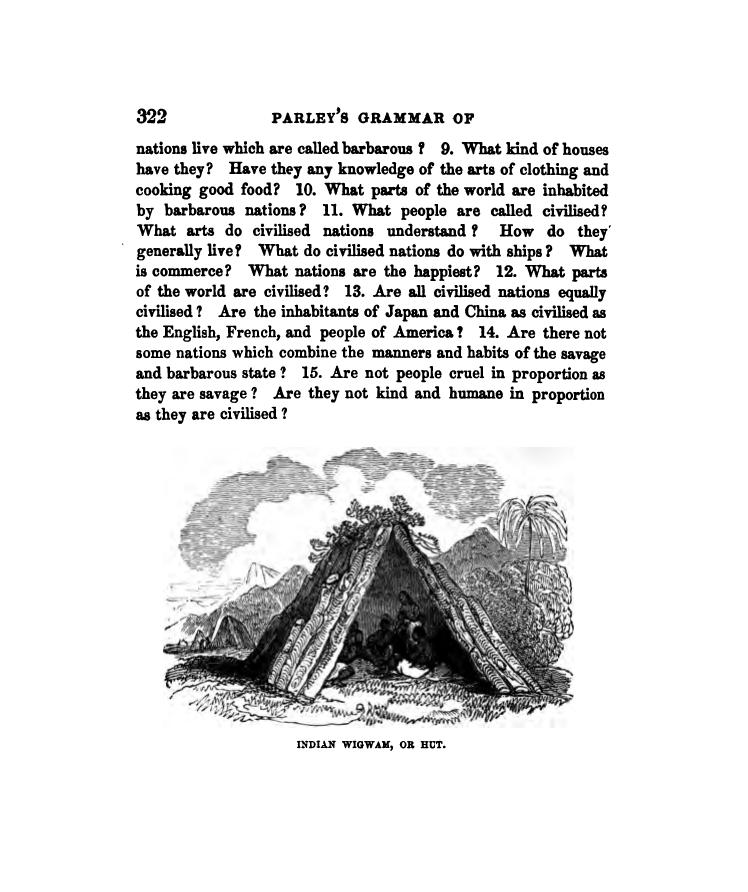 322 PARLEY'S GRAMMAR OF
nations live which are called barbarous? 9. What kind of houses
have they? Have they any knowledge of the arts of clothing and
cooking good food? 10. What parts of the world are inhabited
by barbarous nations? 11. What people are called civilised?
What arts do civilised nations understand? How do they
generally live? What do civilised nations do with ships? What
is commerce? What nations are the happiest? 12. What parts
of the world are civilised? 13. Are all civilised nations equally
civilised? Are the inhabitants of Japan and China as civilised as
the English, French, and people of America? 14. Are there not
some nations which combine the manners and habits of the savage
and barbarous state? 15. Are not people cruel in proportion as
they are savage? Are they not kind and humane in proportion
as they are civilised?
INDIAN WIGWAM, OR HUT.